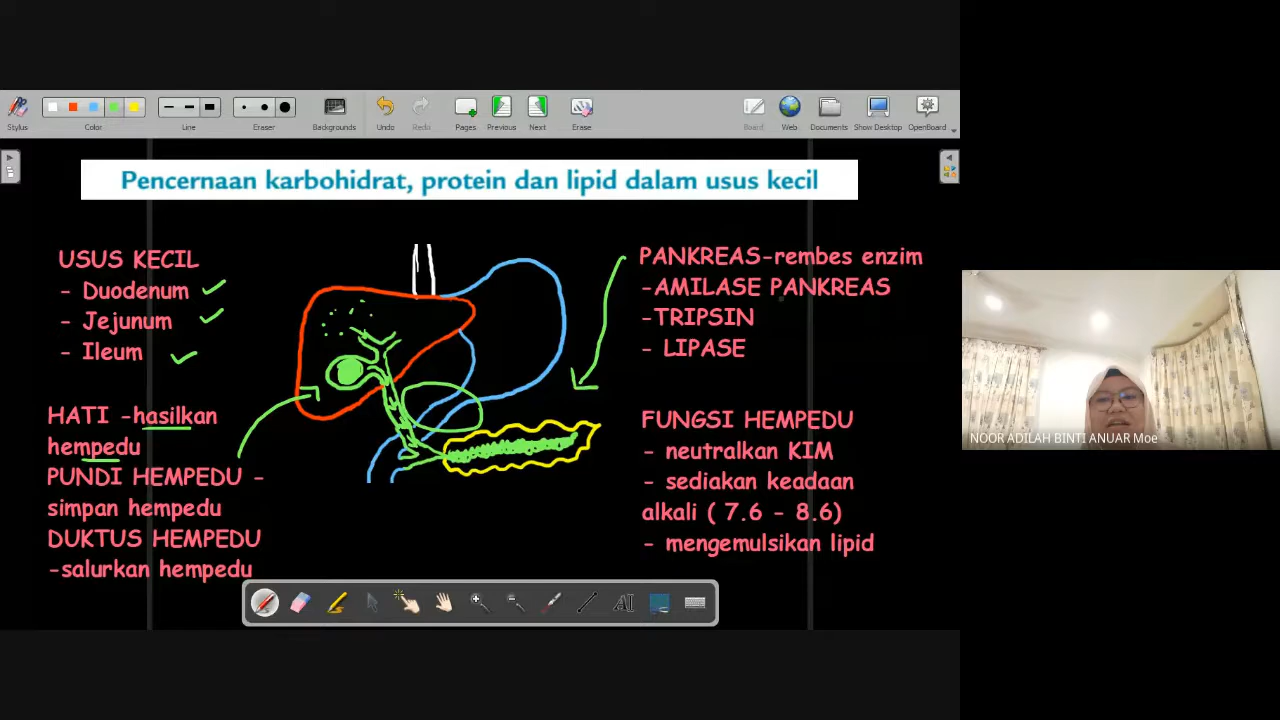 Stylus
Color
Line
Eraser
Backgrounds
Undo
Redo
Pages
Previous
Next
Erase
Board
Web
Documents
Show Desktop
OpenBoard
Pencernaan karbohidrat, protein dan lipid dalam usus kecil
USUS KECIL
- Duodenum
- Jejunum
- Ileum
HATI -hasilkan
hempedu
PUNDI HEMPEDU -
simpan hempedu
DUKTUS HEMPEDU
-salurkan hempedu
PANKREAS-rembes enzim
-AMILASE PANKREAS
-TRIPSIN
- LIPASE
FUNGSI HEMPEDU
- neutralkan KIM
- sediakan keadaan
alkali ( 7.6 - 8.6)
- mengemulsikan lipid
AI
NOOR ADILAH BINTI ANUAR Moe